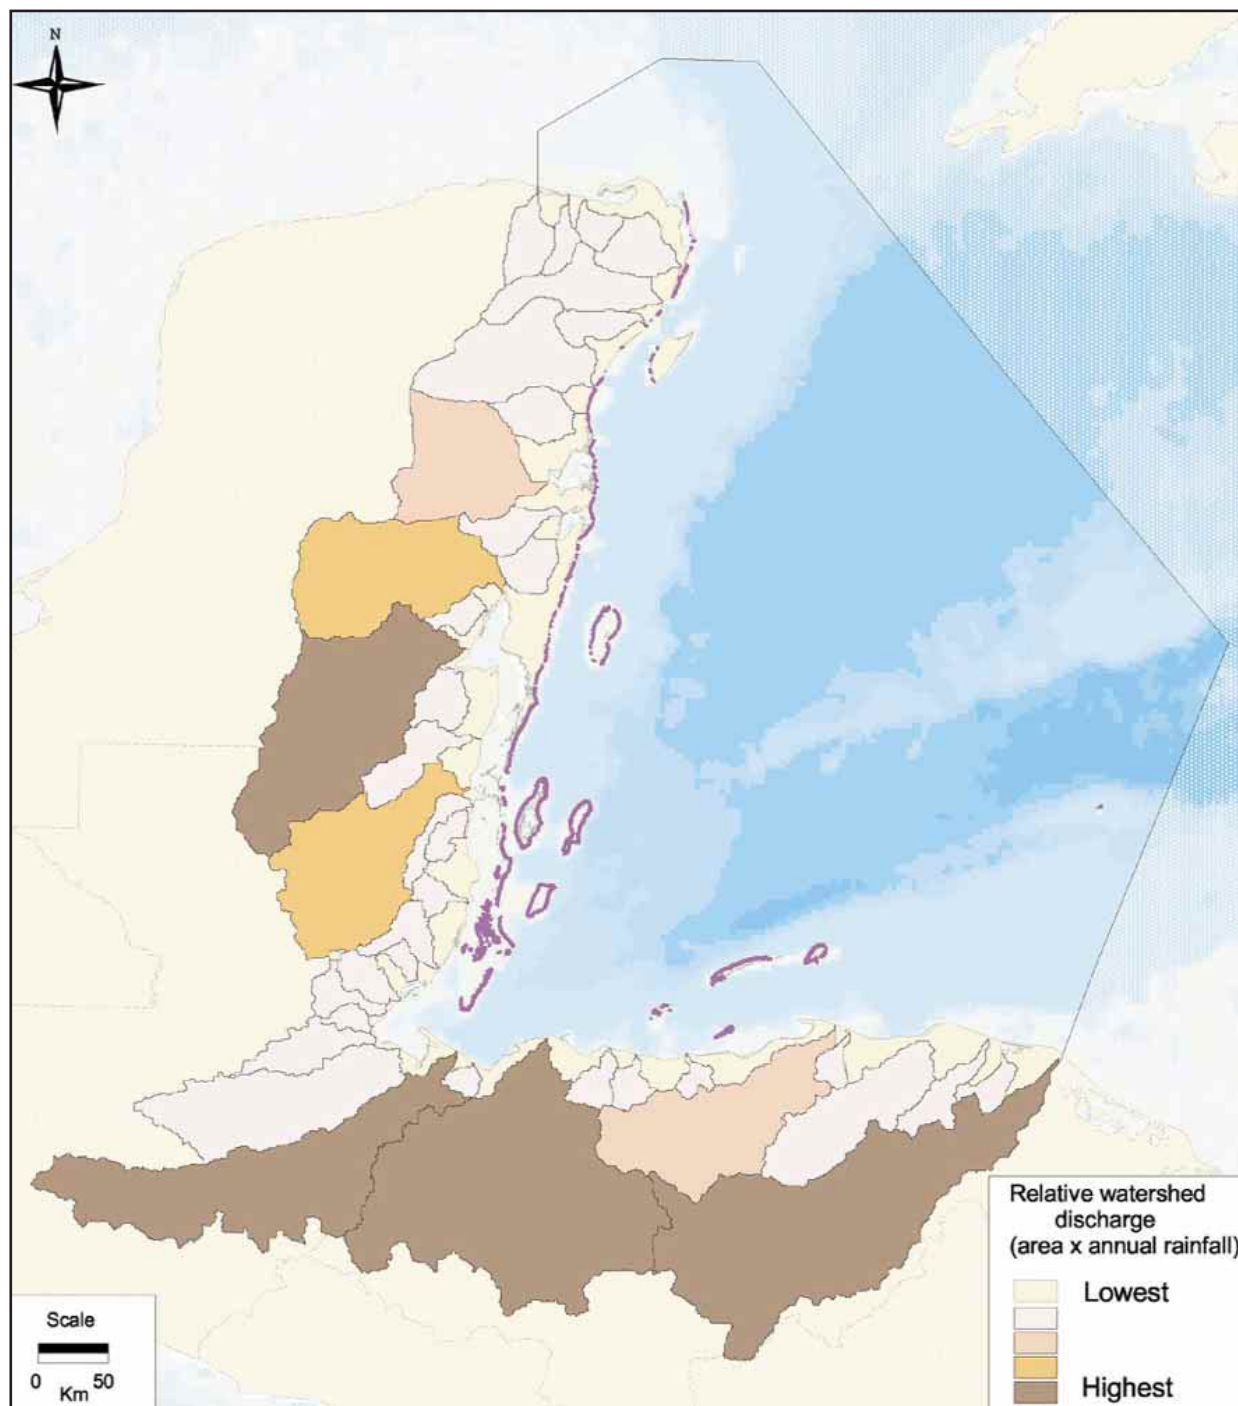 N
Relative watershed
discharge
(area x annual rainfall)
Lowest
Highest
Scale
0 50
Km